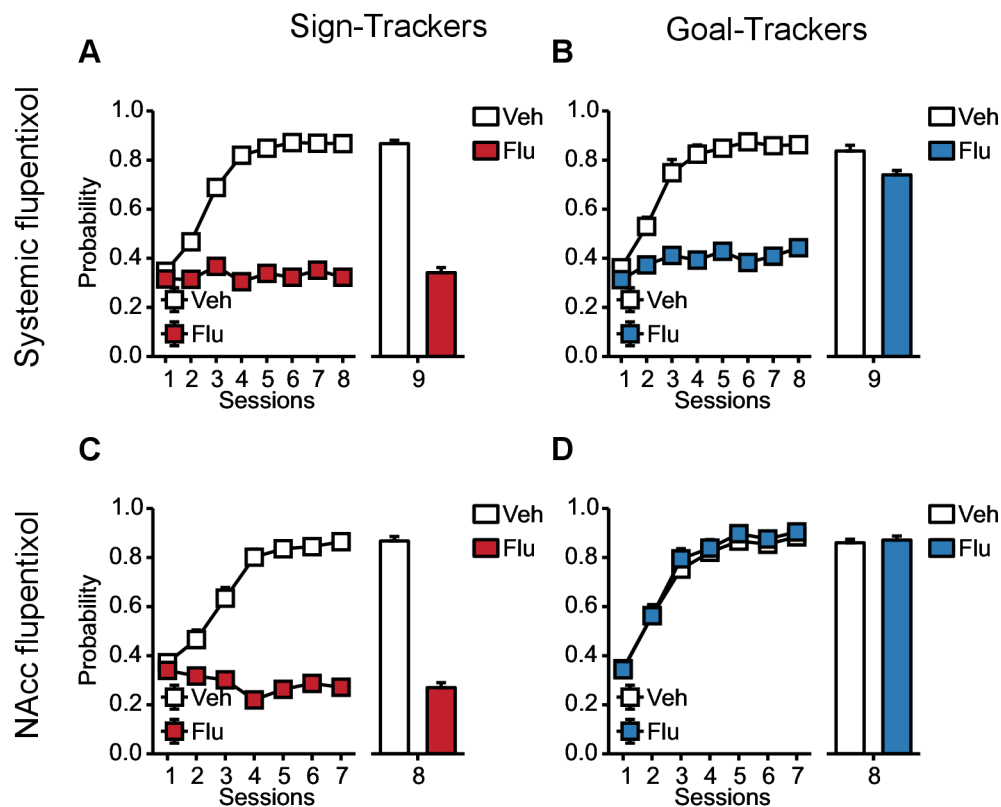 Sign-Trackers
Goal-Trackers
Systemic flupentixol
NAcc flupentixol
A
Probability
1.0
0.8
0.6
0.4
0.2
0.0
Veh
Flu
1 2 3 4 5 6 7 8
Sessions
9
Veh
Flu
B
1.0
0.8
0.6
0.4
0.2
0.0
Veh
Flu
1 2 3 4 5 6 7 8
Sessions
9
Veh
Flu
C
Probability
1.0
0.8
0.6
0.4
0.2
0.0
Veh
Flu
1 2 3 4 5 6 7
Sessions
8
Veh
Flu
D
1.0
0.8
0.6
0.4
0.2
0.0
Veh
Flu
1 2 3 4 5 6 7
Sessions
8
Veh
Flu